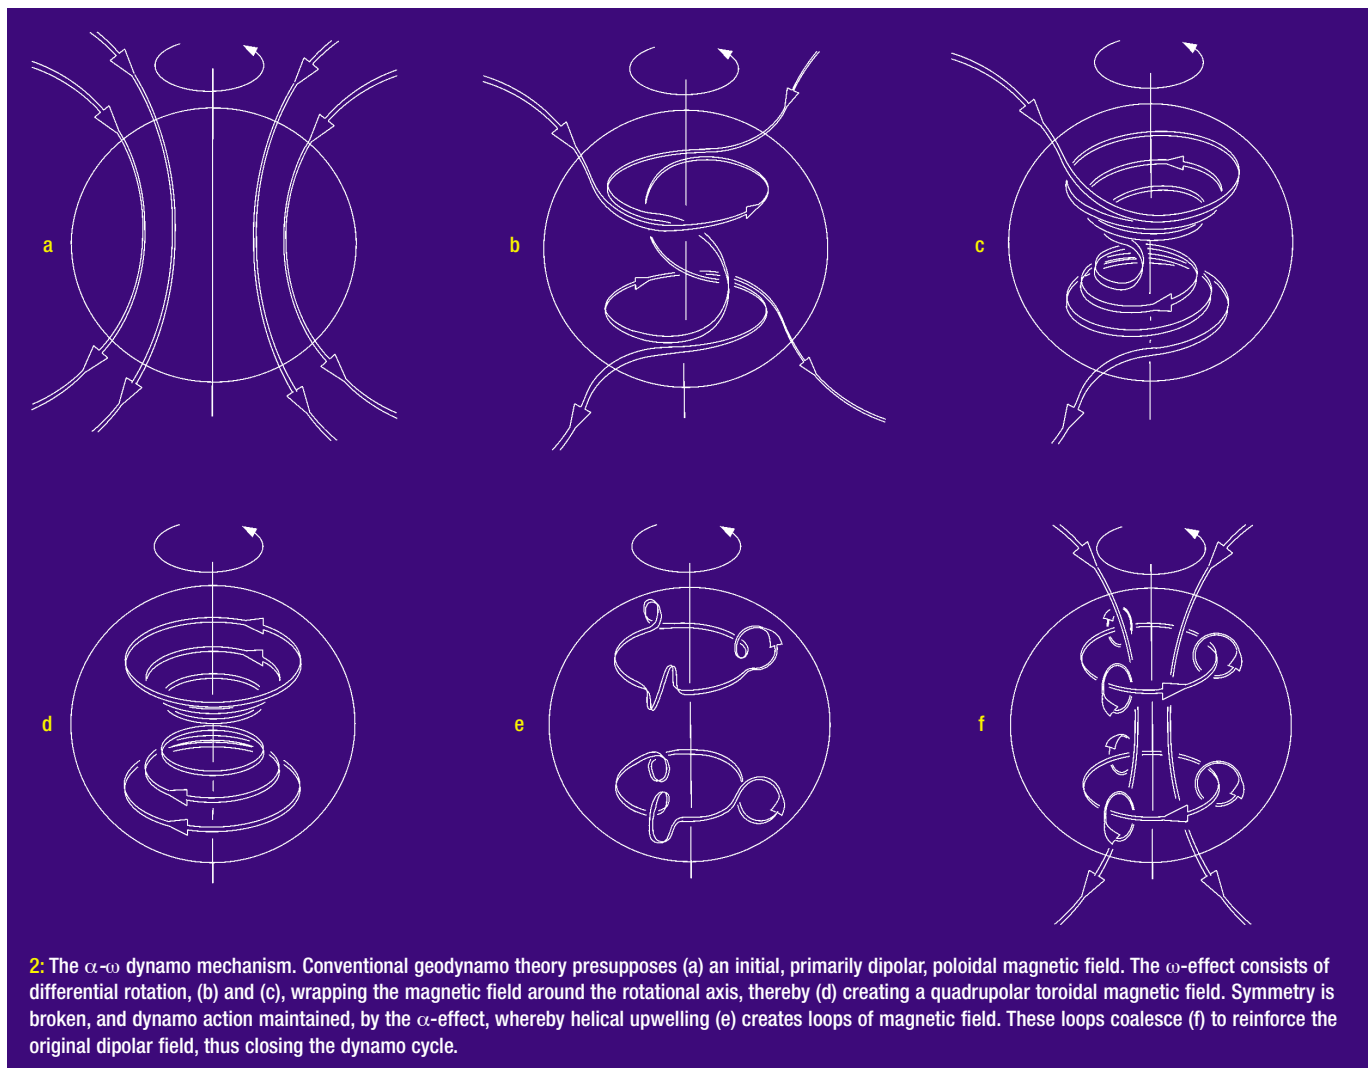 a
b
c
d
e
f
2: The α-ω dynamo mechanism. Conventional geodynamo theory presupposes (a) an initial, primarily dipolar, poloidal magnetic field. The ω-effect consists of
differential rotation, (b) and (c), wrapping the magnetic field around the rotational axis, thereby (d) creating a quadrupolar toroidal magnetic field. Symmetry is
broken, and dynamo action maintained, by the α-effect, whereby helical upwelling (e) creates loops of magnetic field. These loops coalesce (f) to reinforce the
original dipolar field, thus closing the dynamo cycle.